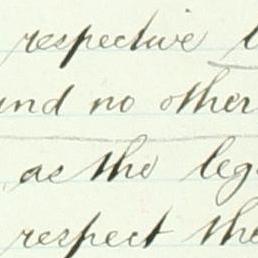 respective
and no other
as the leg
respect the